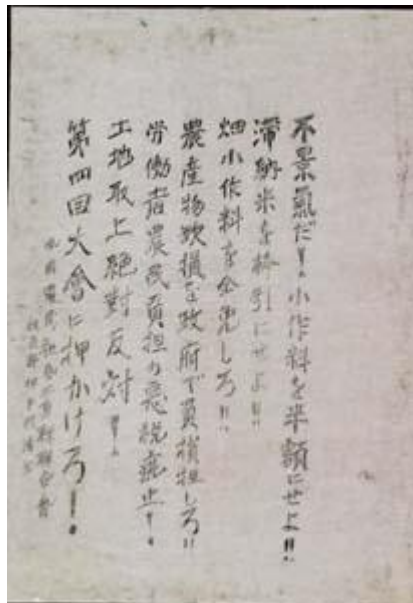 不景氣だ！小作料を半額にせよ!!
滞納米を棒引にせよ!!
畑小作料を全免しろ!!
農産物欠損を政府で負損担しろ!!
労働者農民負担の悪税廃止！
土地取上絶対反対！
第四回大會に押かけろ！